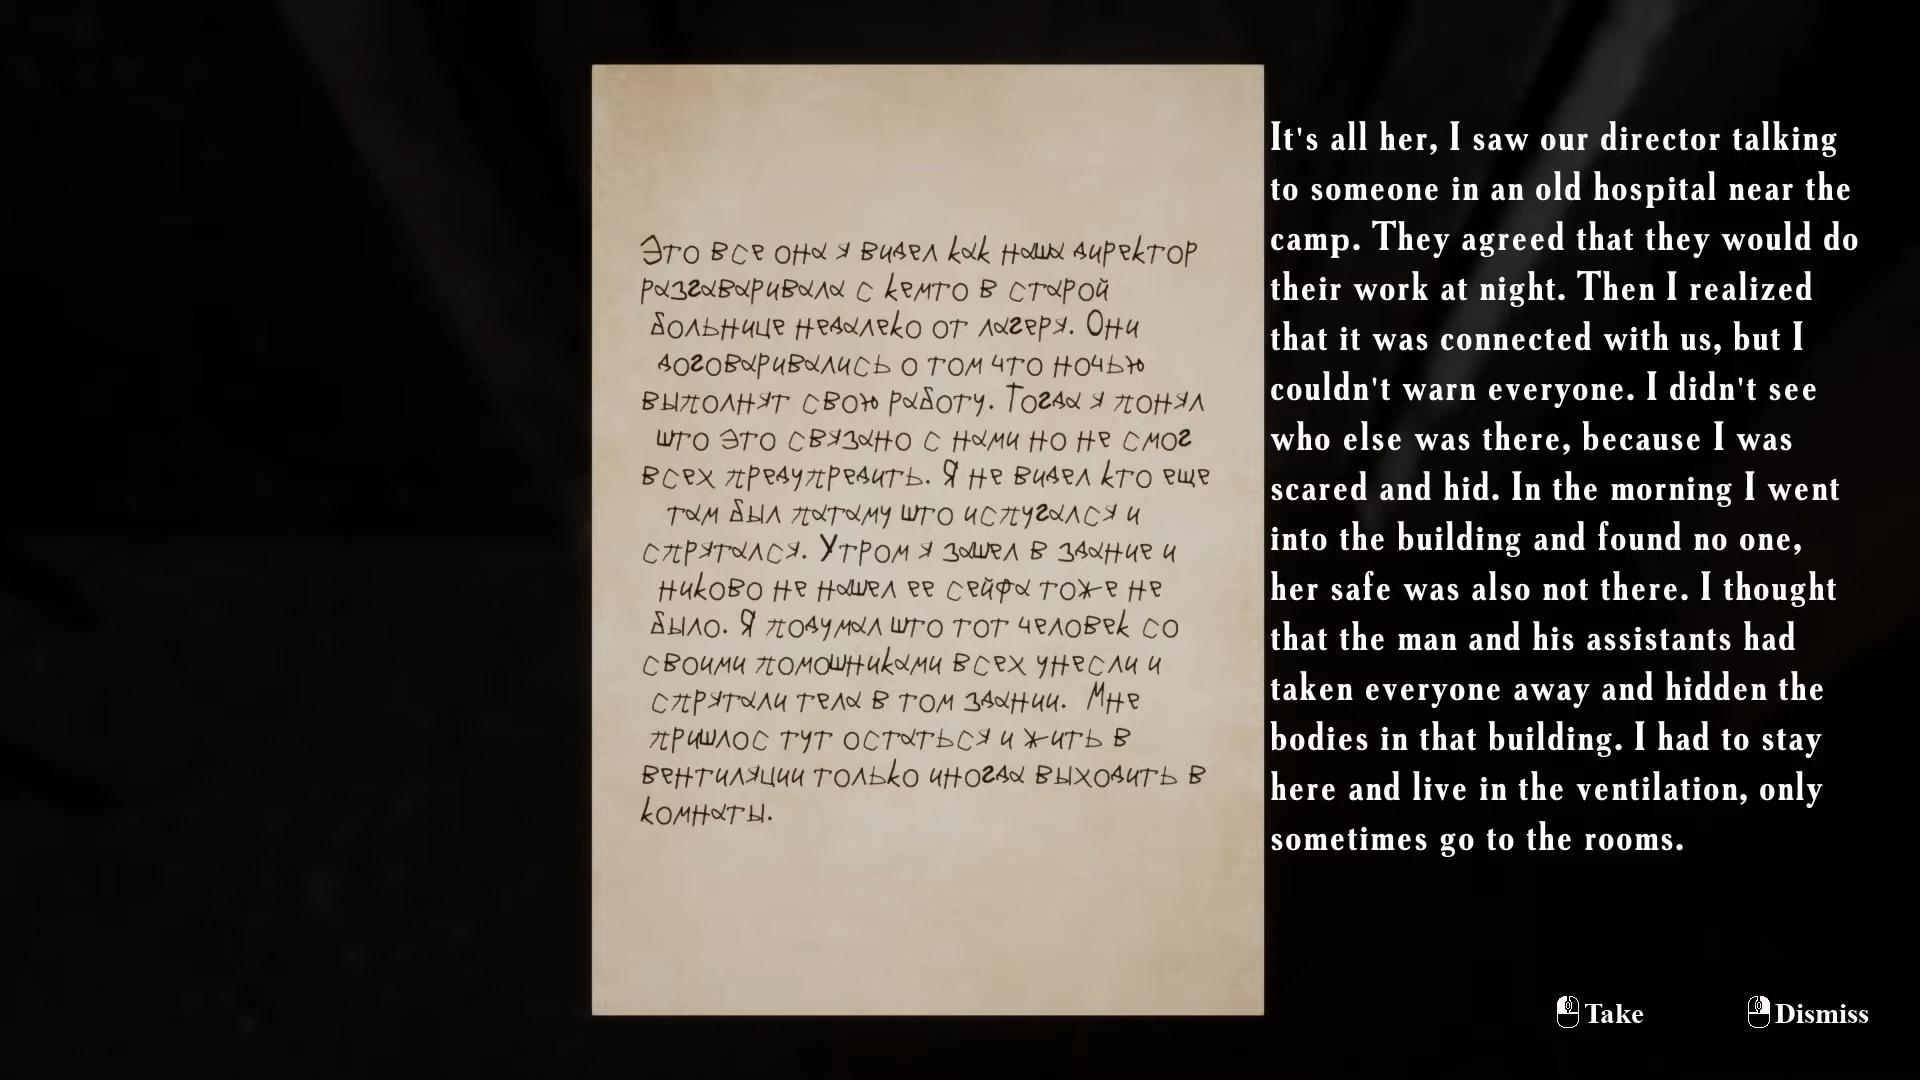 Это все она я видел как наша директор
разгаваривала с кемто в старой
больнице недалеко от лагеря. Они
договаривались о том что ночью
выполнят свою работу. Тогда я понял
што это связано с нами но не смог
всех предупредить. Я не видел кто еще
там был патаму што испугался и
спрятался. Утром я зашел в здание и
никово не нашел ее сейфа тоже не
было. Я подумал што тот человек со
своими помошниками всех унесли и
спрятали тела в том здании. Мне
пришлос тут остаться и жить в
вентиляции только иногда выходить в
комнаты.
It's all her, I saw our director talking
to someone in an old hospital near the
camp. They agreed that they would do
their work at night. Then I realized
that it was connected with us, but I
couldn't warn everyone. I didn't see
who else was there, because I was
scared and hid. In the morning I went
into the building and found no one,
her safe was also not there. I thought
that the man and his assistants had
taken everyone away and hidden the
bodies in that building. I had to stay
here and live in the ventilation, only
sometimes go to the rooms.
Take
Dismiss